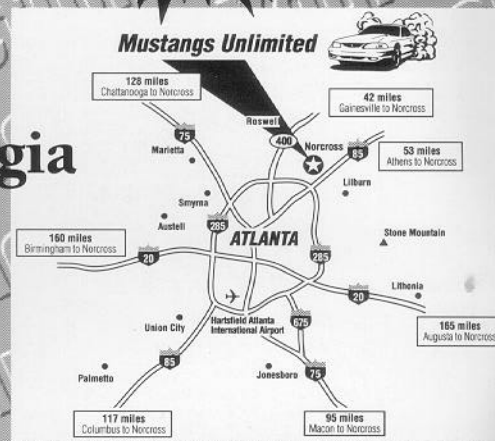 Mustangs Unlimited
128 miles
Chattanooga to Norcross
42 miles
Gainesville to Norcross
Roswell
400
Norcross
75
85
Marietta
53 miles
Athens to Norcross
gia
Lilburn
Smyrna
285
Austell
ATLANTA
Stone Mountain
160 miles
Birmingham to Norcross
20
285
Lithonia
20
Hartsfield Atlanta
International Airport
Union City
675
165 miles
Augusta to Norcross
85
Palmetto
Jonesboro
75
117 miles
Columbus to Norcross
95 miles
Macon to Norcross